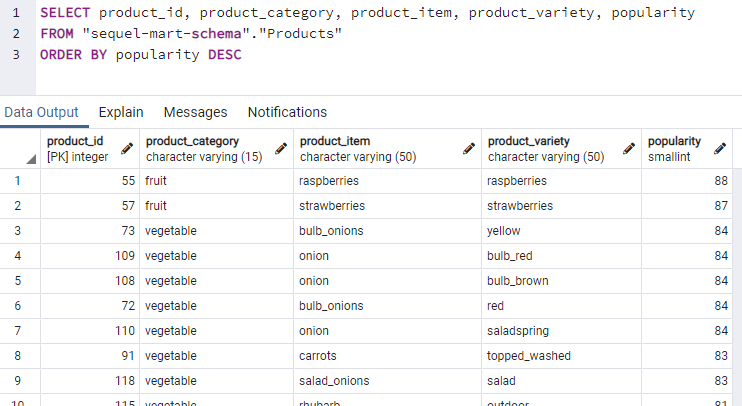 1 SELECT product_id, product_category, product_item, product_variety, popularity
2 FROM "sequel-mart-schema"."Products"
3 ORDER BY popularity DESC
Data Output Explain Messages Notifications
product_id product_category product_item product_variety popularity
[PK] integer character varying (15) character varying (50) character varying (50) smallint
1 55 fruit raspberries raspberries 88
2 57 fruit strawberries strawberries 87
3 73 vegetable bulb_onions yellow 84
4 109 vegetable onion bulb_red 84
5 108 vegetable onion bulb_brown 84
6 72 vegetable bulb_onions red 84
7 110 vegetable onion saladspring 84
8 91 vegetable carrots topped_washed 83
9 118 vegetable salad_onions salad 83
10 115 vegetable rhubarb outdoor 81